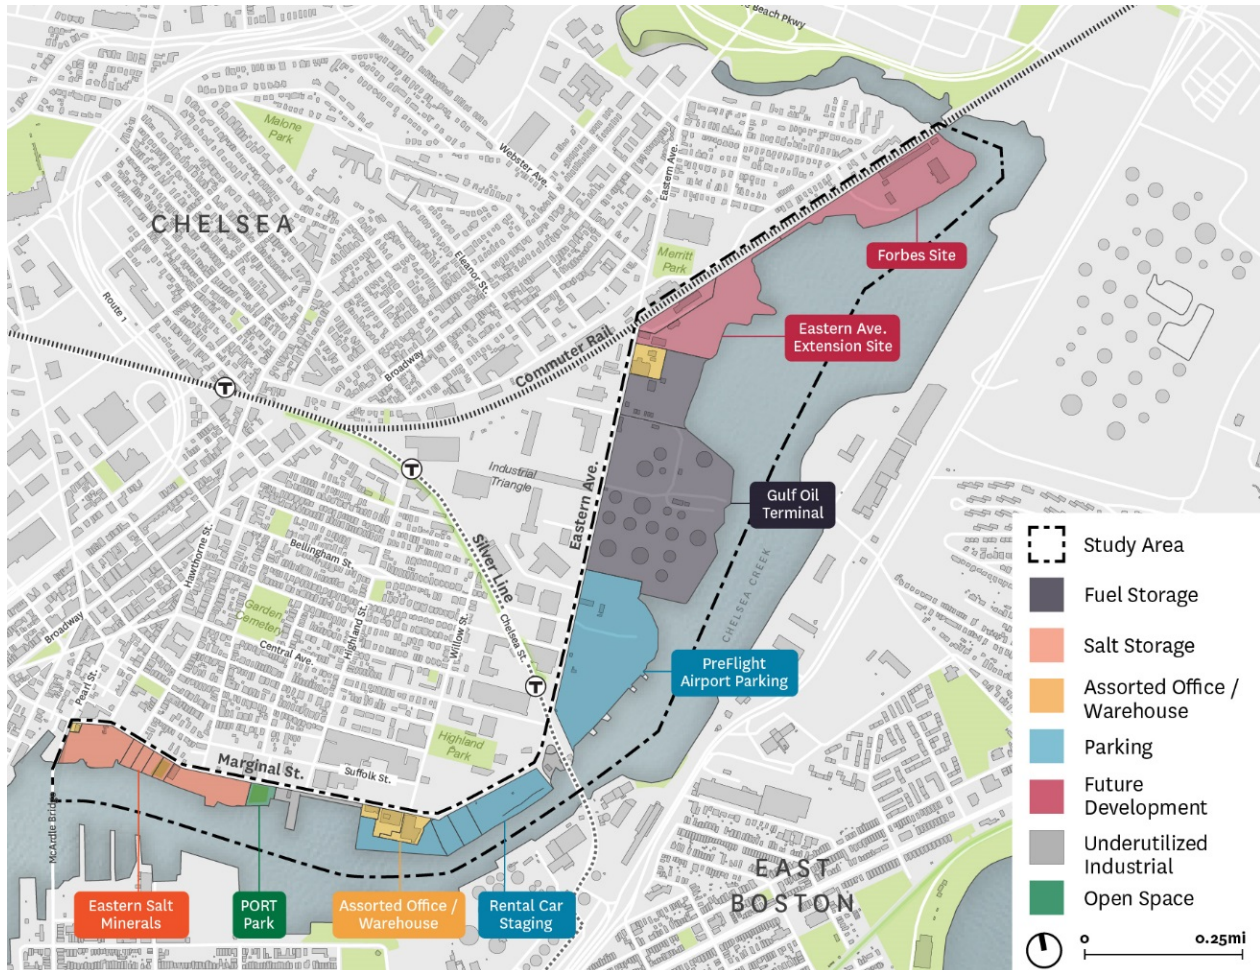 Beach Pkwy
Malone
Park
Webster Ave.
Eastern Ave.
CHELSEA
Forbes Site
Merritt
Park
Eleanor St.
Route 1
Eastern Ave.
Extension Site
Commuter Rail
Broadway
T
T
Industrial
Triangle
Eastern Ave.
Gulf Oil
Terminal
Silver Line
Hawthorne St.
Bellingham St.
CHELSEA CREEK
Garden
Cemetery
Highland St.
Willow St.
Chelsea St.
Broadway
Central Ave.
PreFlight
Airport Parking
Pearl St.
T
Highland
Park
Marginal St.
Suffolk St.
McArdle Bridge
EAST
BOSTON
Eastern Salt
Minerals
PORT
Park
Assorted Office /
Warehouse
Rental Car
Staging
Study Area
Fuel Storage
Salt Storage
Assorted Office /
Warehouse
Parking
Future
Development
Underutilized
Industrial
Open Space
0
0.25mi